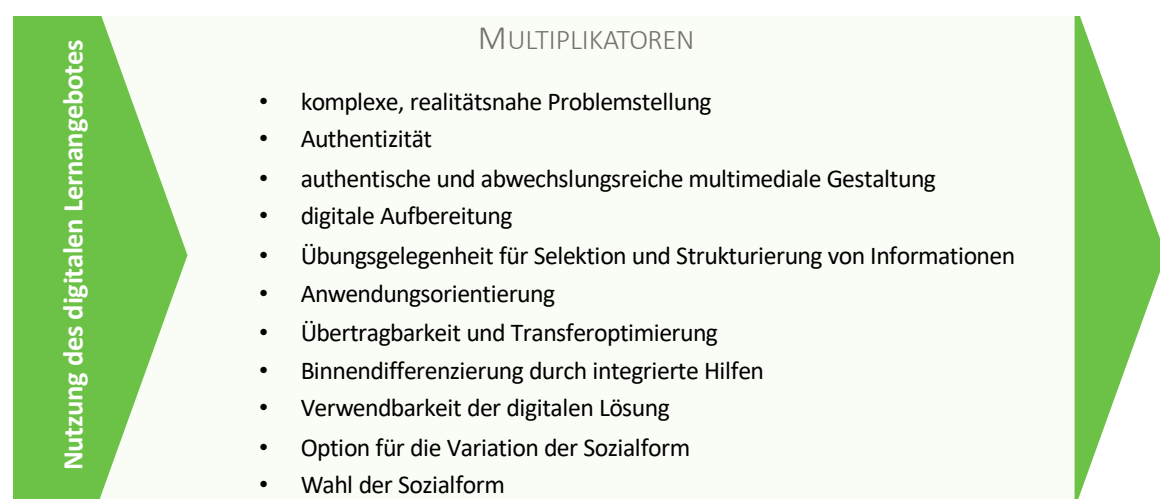 Nutzung des digitalen Lernangebotes
MULTIPLIKATOREN
• komplexe, realitätsnahe Problemstellung
• Authentizität
• authentische und abwechslungsreiche multimediale Gestaltung
• digitale Aufbereitung
• Übungsgelegenheit für Selektion und Strukturierung von Informationen
• Anwendungsorientierung
• Übertragbarkeit und Transferoptimierung
• Binnendifferenzierung durch integrierte Hilfen
• Verwendbarkeit der digitalen Lösung
• Option für die Variation der Sozialform
• Wahl der Sozialform